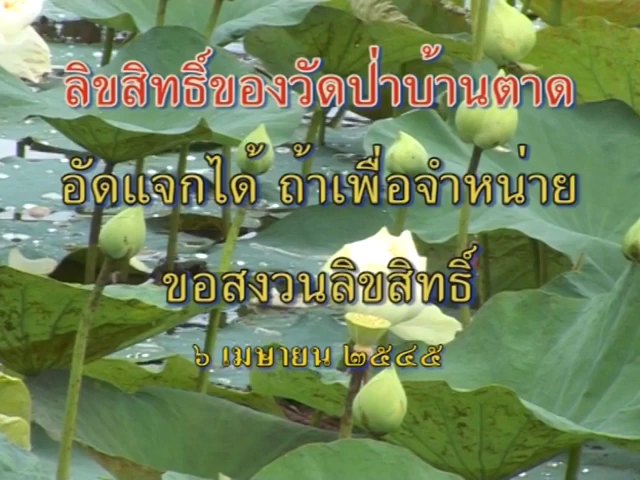 ลิขสิทธิ์ของวัดป่าบ้านตาด
อัดแจกได้ ถ้าเพื่อจำหน่าย
ขอสงวนลิขสิทธิ์
๖ เมษายน ๒๕๔๕